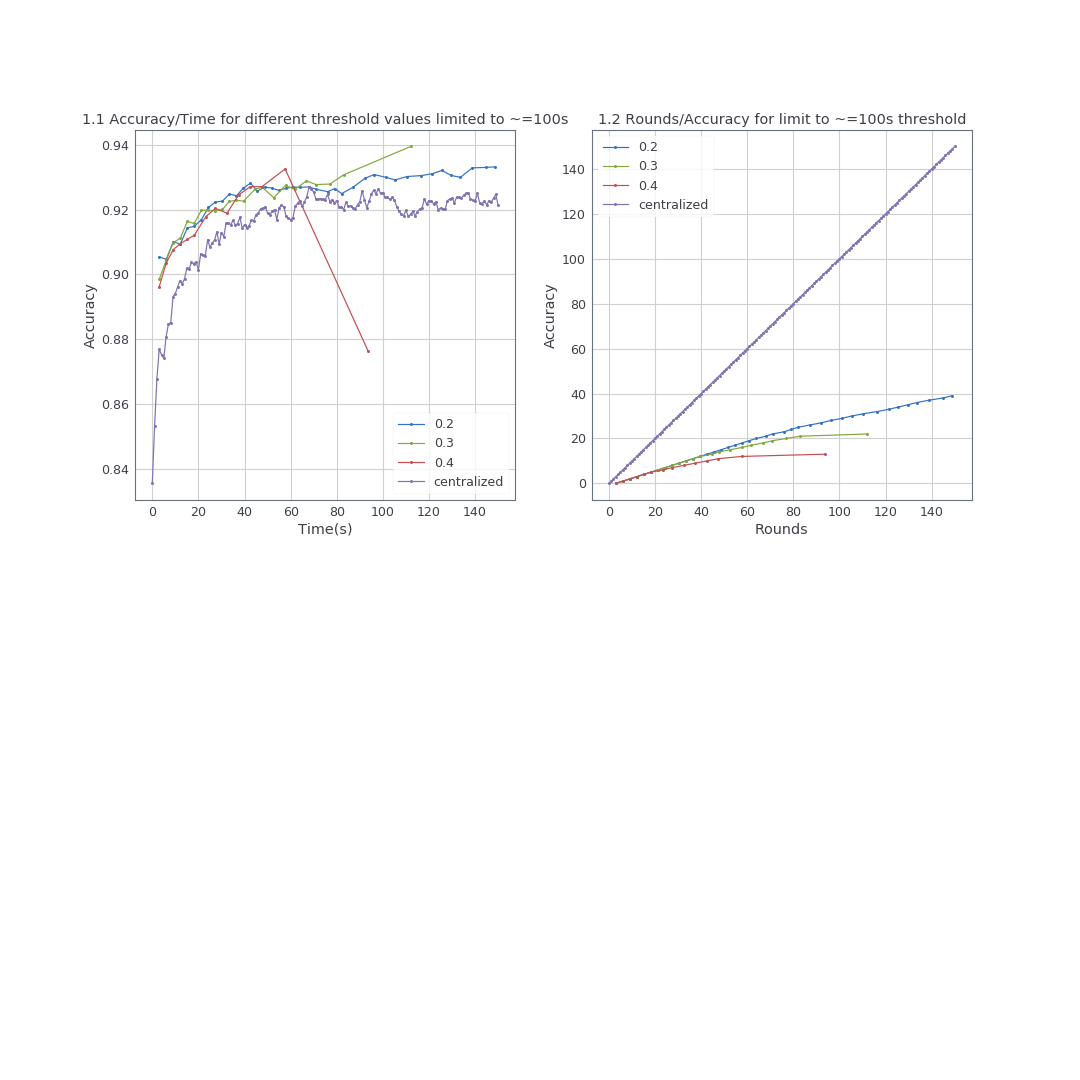 1.1 Accuracy/Time for different threshold values limited to ~=100s
0.94
0.92
0.90
0.88
0.86
0.84
Accuracy
0 20 40 60 80 100 120 140
Time(s)
0.2
0.3
0.4
centralized
1.2 Rounds/Accuracy for limit to ~=100s threshold
140
120
100
80
60
40
20
0
Accuracy
0 20 40 60 80 100 120 140
Rounds
0.2
0.3
0.4
centralized